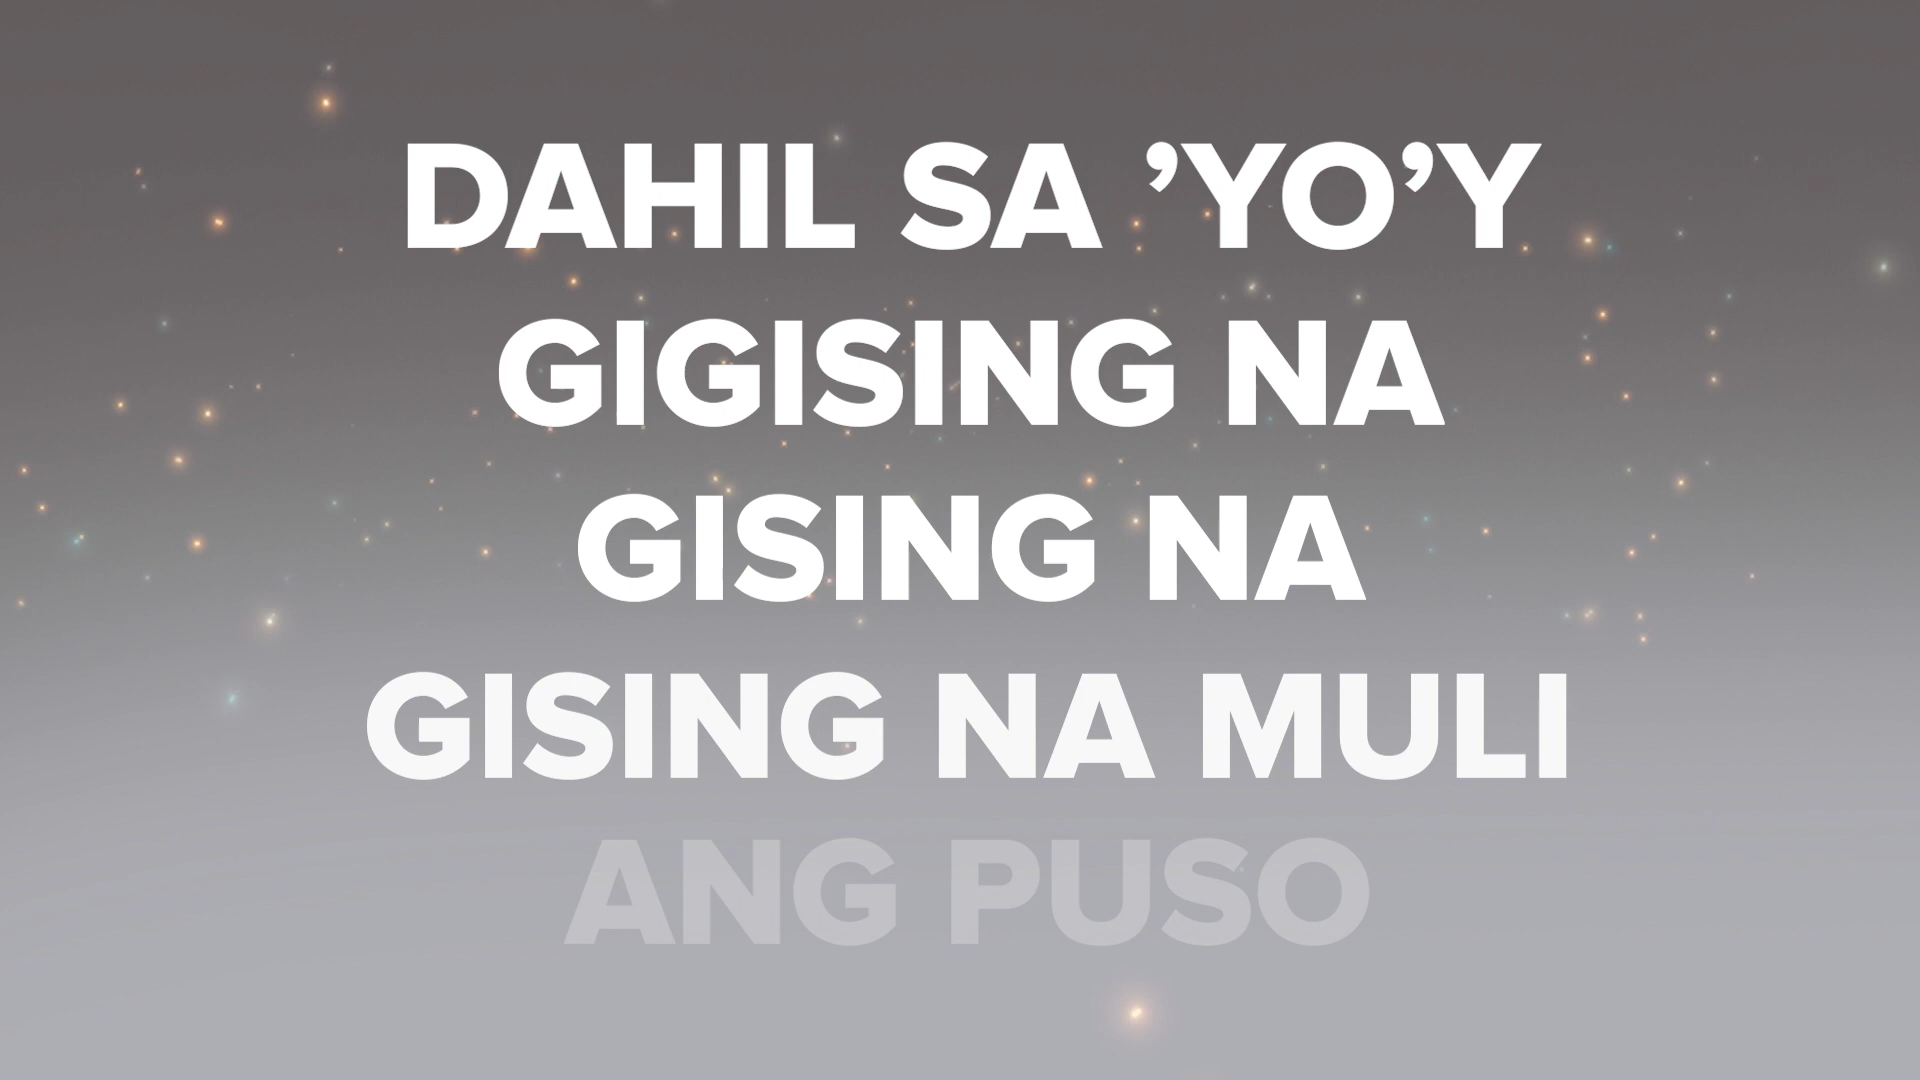 DAHIL SA ’YO’Y
GIGISING NA
GISING NA
GISING NA MULI
ANG PUSO